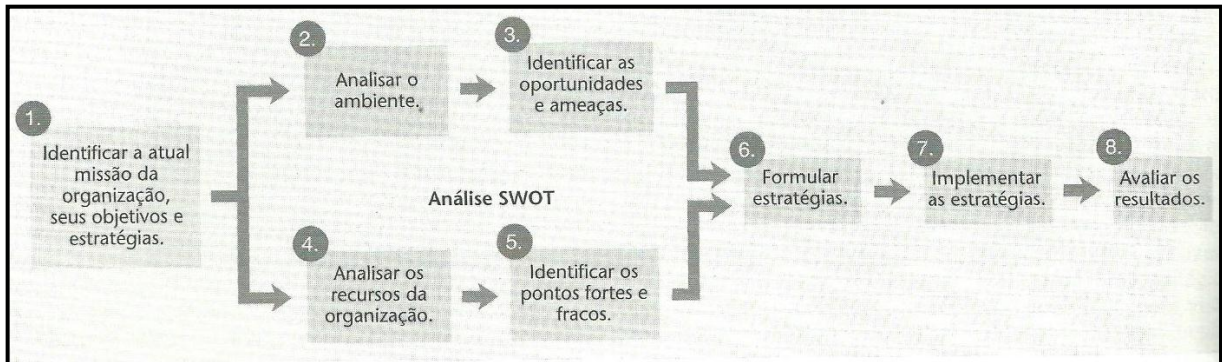 1.
Identificar a atual
missão da
organização,
seus objetivos e
estratégias.
2.
Analisar o
ambiente.
3.
Identificar as
oportunidades
e ameaças.
Análise SWOT
4.
Analisar os
recursos da
organização.
5.
Identificar os
pontos fortes e
fracos.
6.
Formular
estratégias.
7.
Implementar
as estratégias.
8.
Avaliar os
resultados.